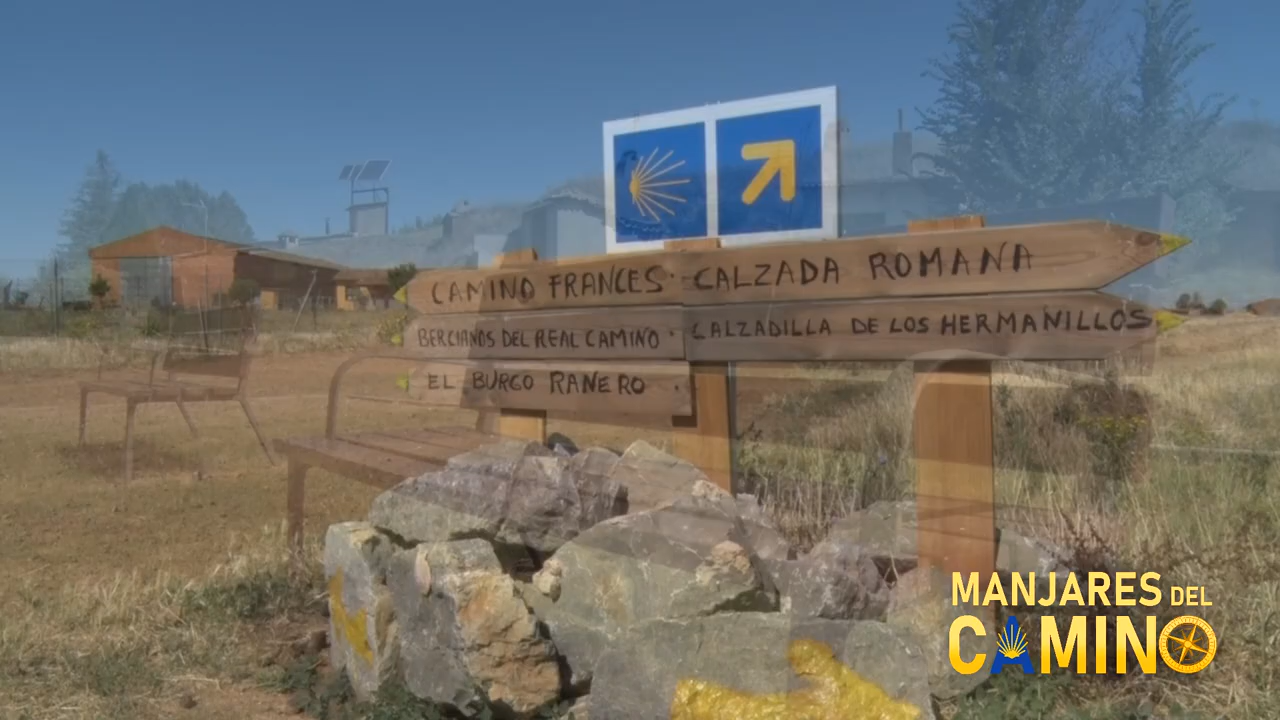 CAMINO FRANCES · CALZADA ROMANA
BERCIANOS DEL REAL CAMINO · CALZADILLA DE LOS HERMANILLOS
EL BURGO RANERO ·
MANJARES DEL
CAMINO